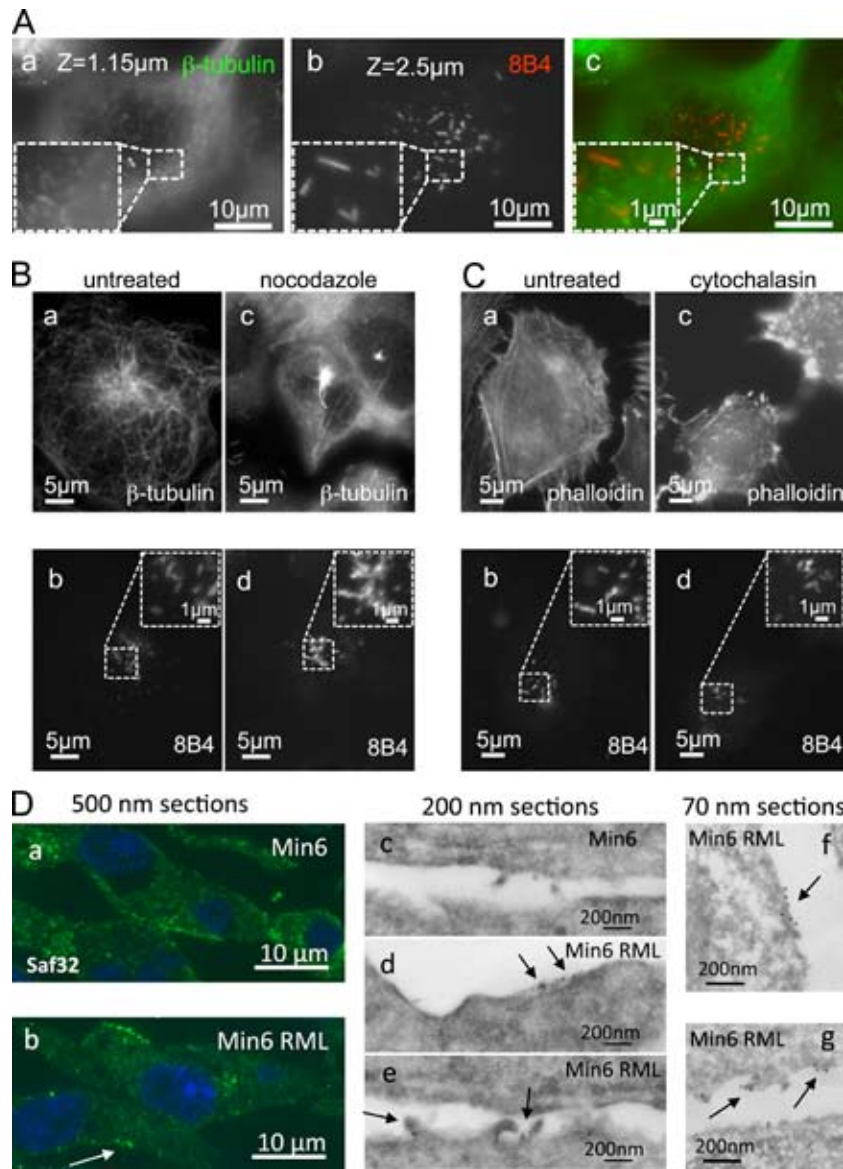 A
a Z=1.15µm β-tubulin
10µm
b Z=2.5µm 8B4
10µm
c
1µm 10µm
B
untreated nocodazole
a
5µm β-tubulin
c
5µm β-tubulin
b
1µm
5µm 8B4
d
1µm
5µm 8B4
C
untreated cytochalasin
a
5µm phalloidin
c
5µm phalloidin
b
1µm
5µm 8B4
d
1µm
5µm 8B4
D
500 nm sections
a Min6
Saf32 10 µm
b Min6 RML
10 µm
200 nm sections
c Min6
200nm
d Min6 RML
200nm
e Min6 RML
200nm
70 nm sections
Min6 RML f
200nm
Min6 RML g
200nm